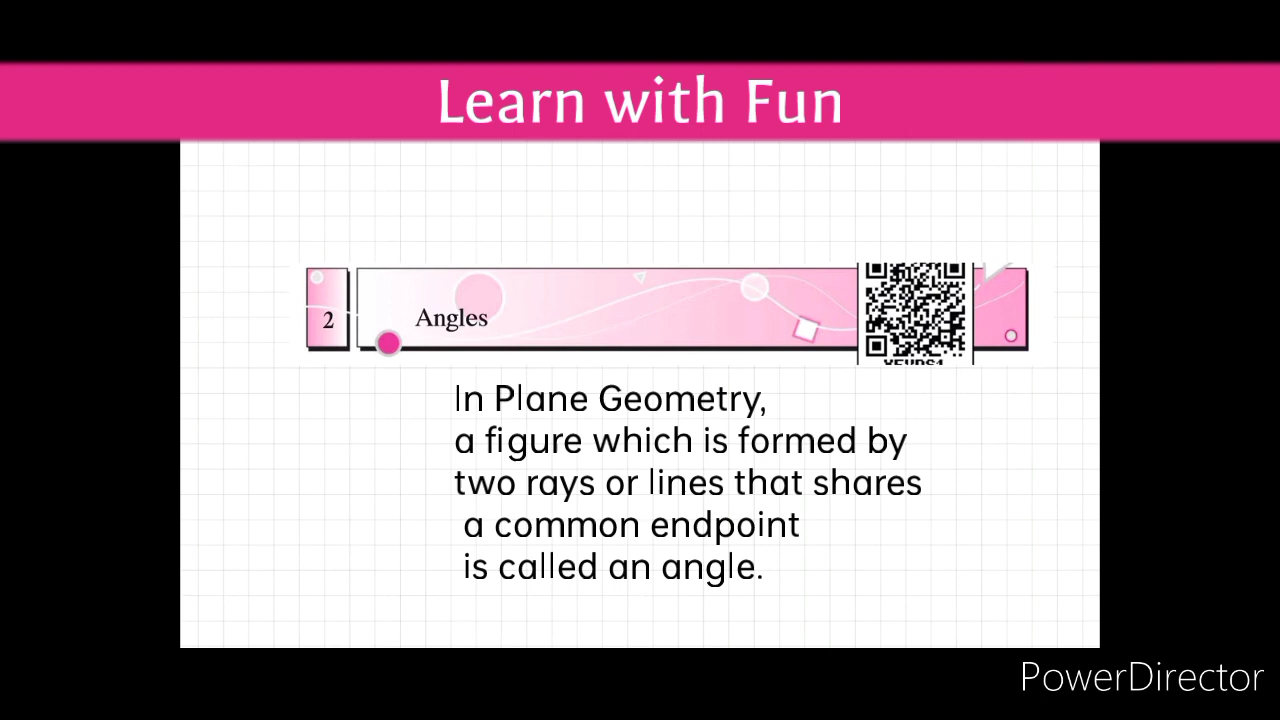 Learn with Fun
2
Angles
In Plane Geometry,
a figure which is formed by
two rays or lines that shares
a common endpoint
is called an angle.
PowerDirector